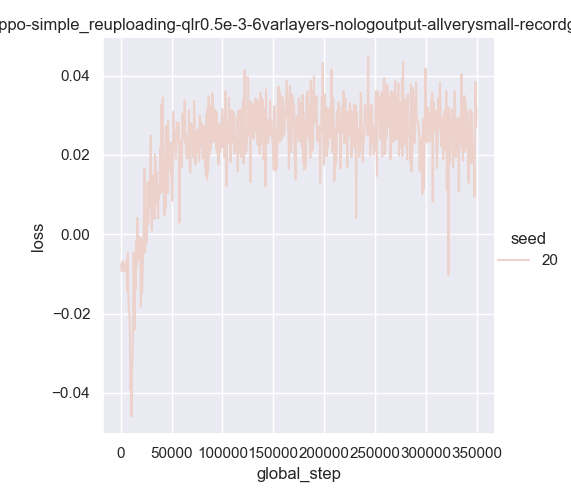 ppo-simple_reuploading-qlr0.5e-3-6varlayers-nologoutput-allverysmall-recordg
0.04
0.02
0.00
−0.02
−0.04
loss
0 50000 100000 150000 200000 250000 300000 350000
global_step
seed
20